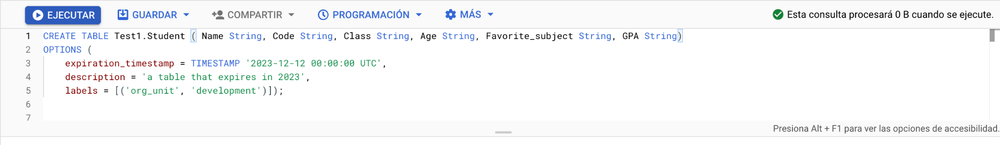 EJECUTAR GUARDAR COMPARTIR PROGRAMACIÓN MÁS Esta consulta procesará 0 B cuando se ejecute.
1 CREATE TABLE Test1.Student ( Name String, Code String, Class String, Age String, Favorite_subject String, GPA String)
2 OPTIONS (
3 expiration_timestamp = TIMESTAMP '2023-12-12 00:00:00 UTC',
4 description = 'a table that expires in 2023',
5 labels = [('org_unit', 'development')]);
6
7
Presiona Alt + F1 para ver las opciones de accesibilidad.